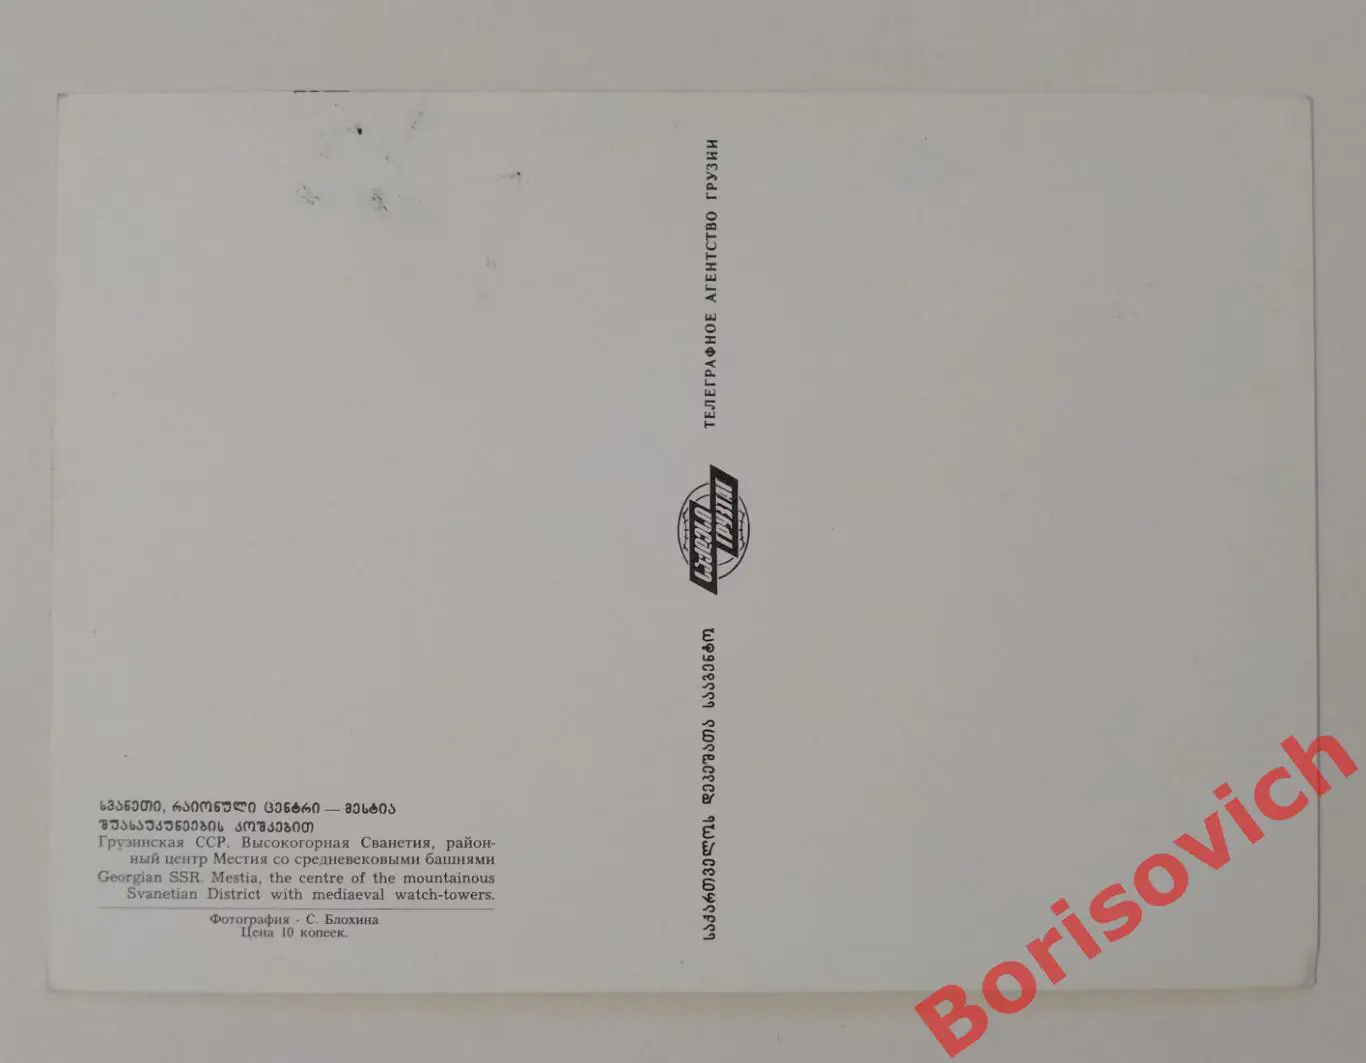 ТЕЛЕГРАФНОЕ АГЕНТСТВО ГРУЗИИ
საქართველოს დეპეშათა სააგენტო
სვანეთი, რაიონული ცენტრი — მესტია
შუასაუკუნეების კოშკებით
Грузинская ССР. Высокогорная Сванетия, район-
ный центр Местия со средневековыми башнями
Georgian SSR. Mestia, the centre of the mountainous
Svanetian District with mediaeval watch-towers.
Фотография - С. Блохина
Цена 10 копеек.
Borisovich